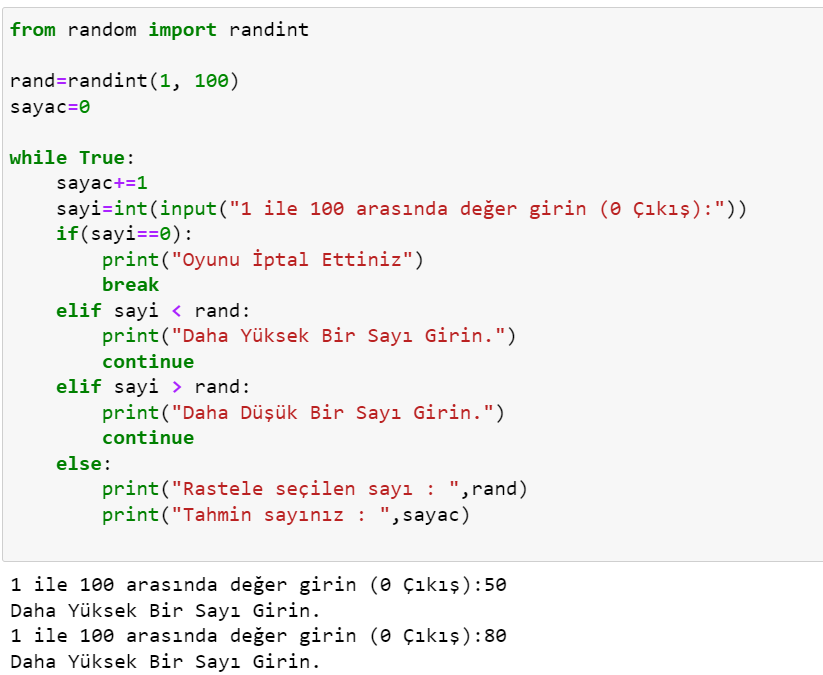 from random import randint
rand=randint(1, 100)
sayac=0
while True:
    sayac+=1
    sayi=int(input("1 ile 100 arasında değer girin (0 Çıkış):"))
    if(sayi==0):
        print("Oyunu İptal Ettiniz")
        break
    elif sayi < rand:
        print("Daha Yüksek Bir Sayı Girin.")
        continue
    elif sayi > rand:
        print("Daha Düşük Bir Sayı Girin.")
        continue
    else:
        print("Rastele seçilen sayı : ",rand)
        print("Tahmin sayınız : ",sayac)
1 ile 100 arasında değer girin (0 Çıkış):50
Daha Yüksek Bir Sayı Girin.
1 ile 100 arasında değer girin (0 Çıkış):80
Daha Yüksek Bir Sayı Girin.